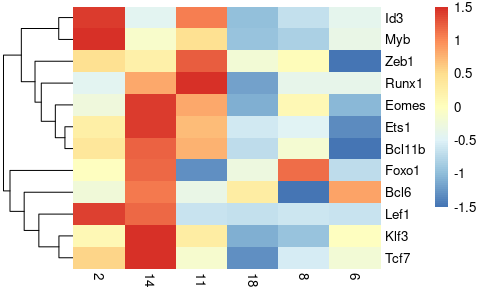 Id3
Myb
Zeb1
Runx1
Eomes
Ets1
Bcl11b
Foxo1
Bcl6
Lef1
Klf3
Tcf7
2 14 11 18 8 6
1.5
1
0.5
0
-0.5
-1
-1.5